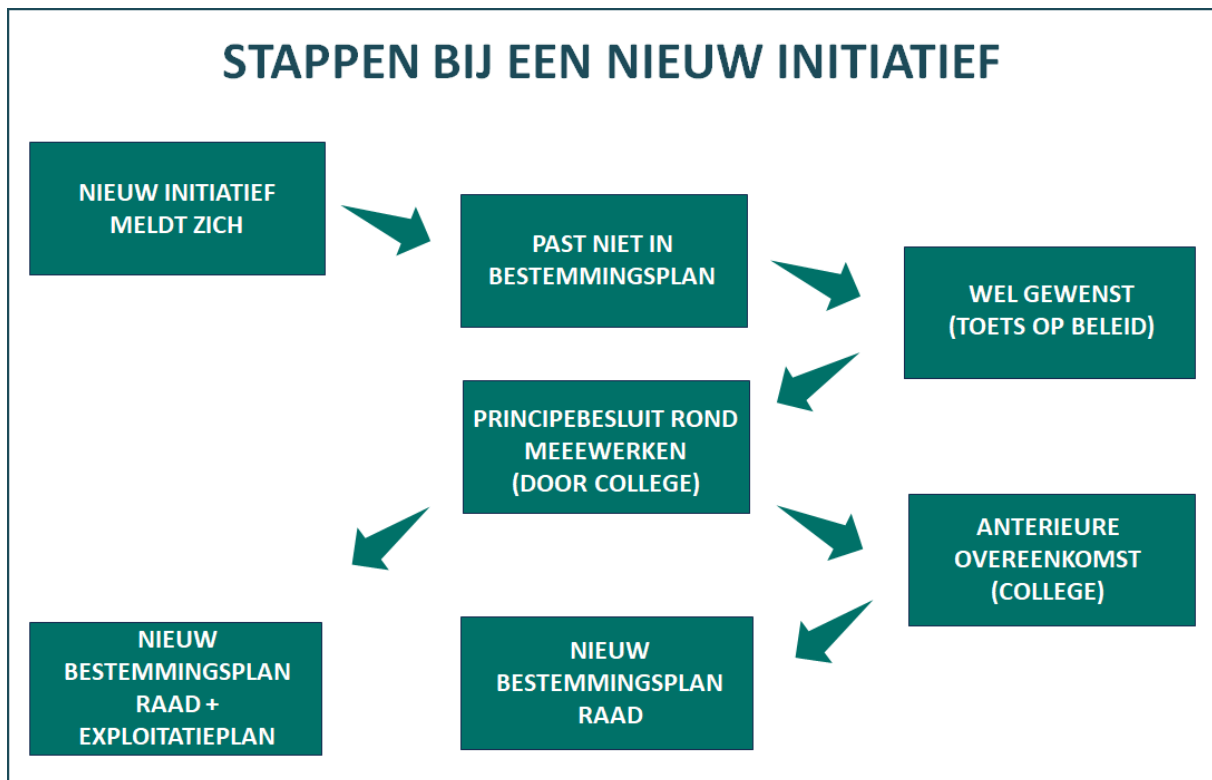 STAPPEN BIJ EEN NIEUW INITIATIEF
NIEUW INITIATIEF
MELDT ZICH
PAST NIET IN
BESTEMMINGSPLAN
WEL GEWENST
(TOETS OP BELEID)
PRINCIPEBESLUIT ROND
MEEEWERKEN
(DOOR COLLEGE)
ANTERIEURE
OVEREENKOMST
(COLLEGE)
NIEUW
BESTEMMINGSPLAN
RAAD +
EXPLOITATIEPLAN
NIEUW
BESTEMMINGSPLAN
RAAD